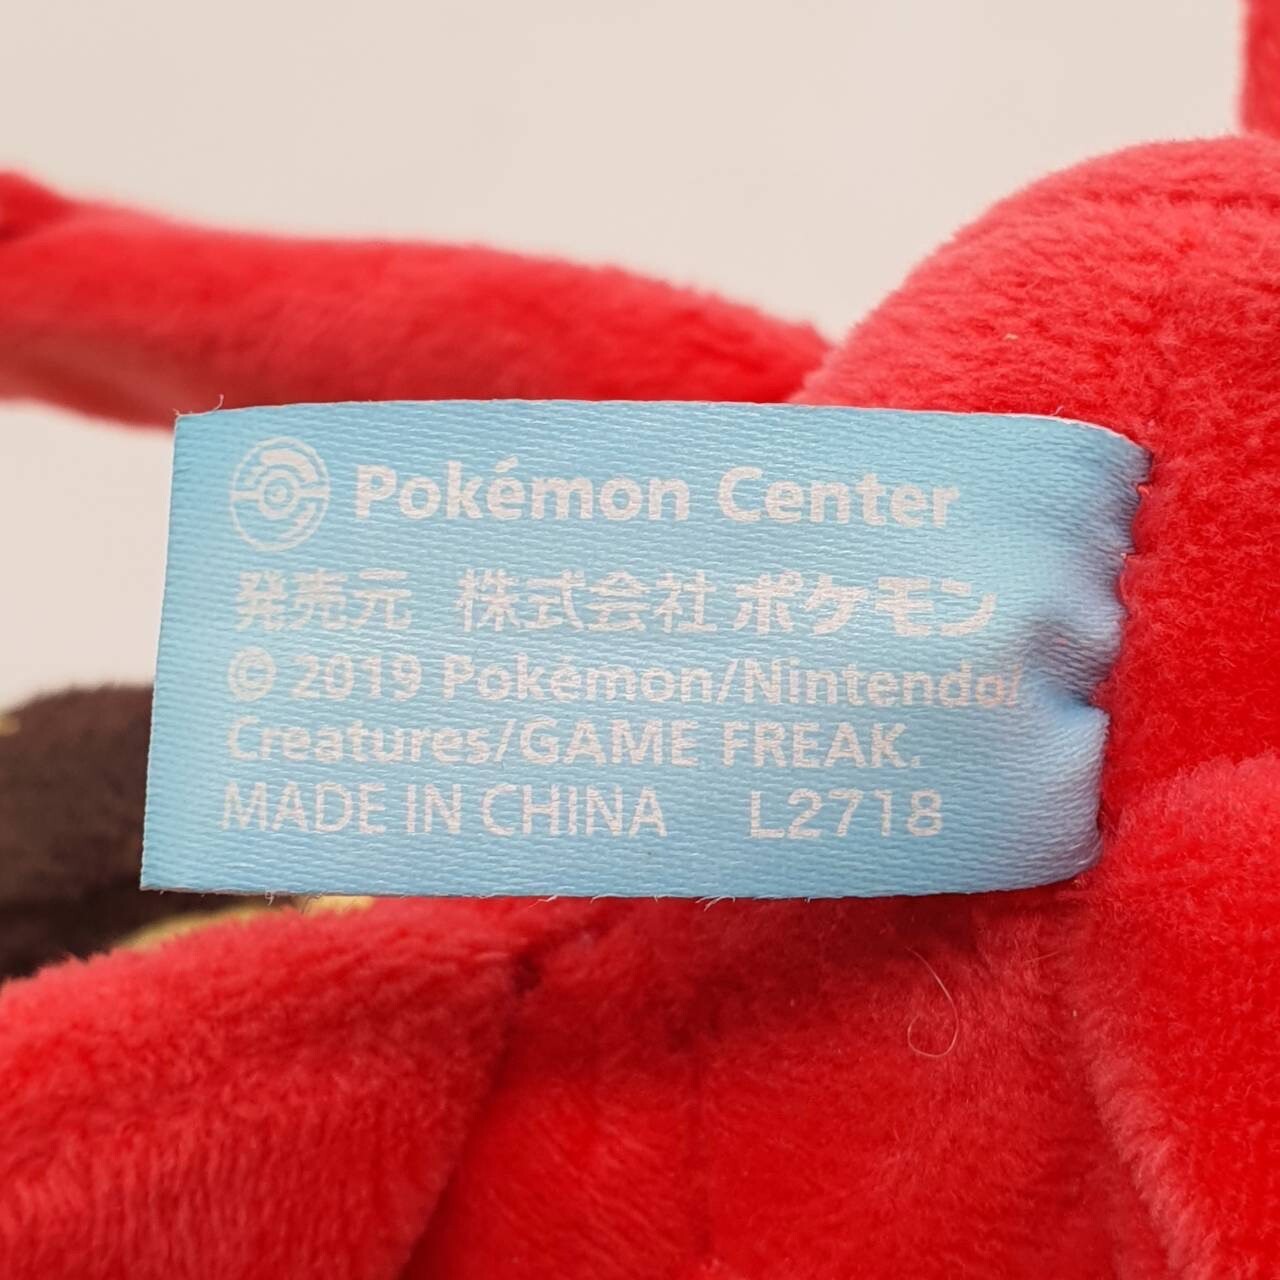 Pokémon Center
発売元 株式会社ポケモン
© 2019 Pokémon/Nintendo/
Creatures/GAME FREAK.
MADE IN CHINA L2718